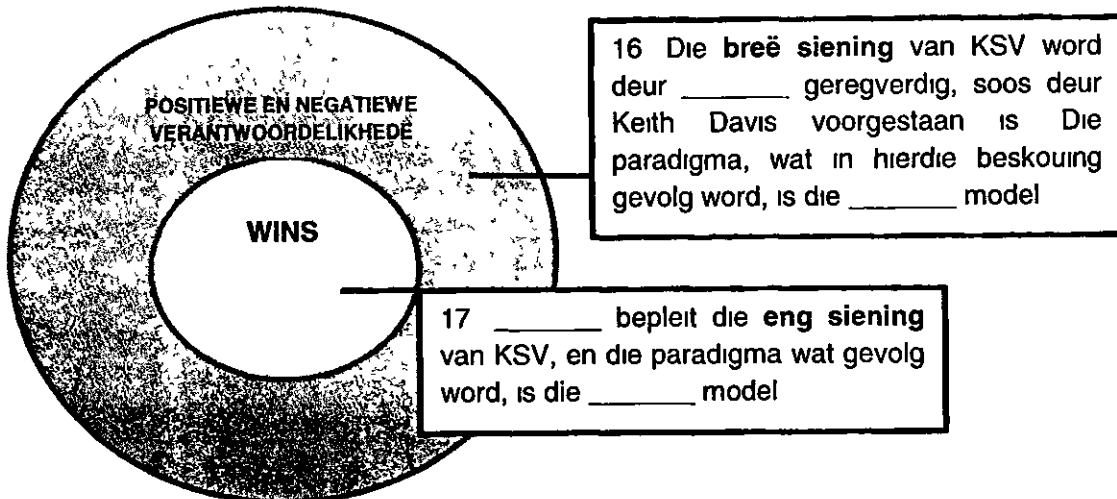 POSITIEWE EN NEGATIEWE
VERANTWOORDELIKHEDE
WINS
16 Die breë siening van KSV word
deur _______ geregverdig, soos deur
Keith Davis voorgestaan is Die
paradigma, wat in hierdie beskouing
gevolg word, is die _______ model
17 _______ bepleit die eng siening
van KSV, en die paradigma wat gevolg
word, is die _______ model